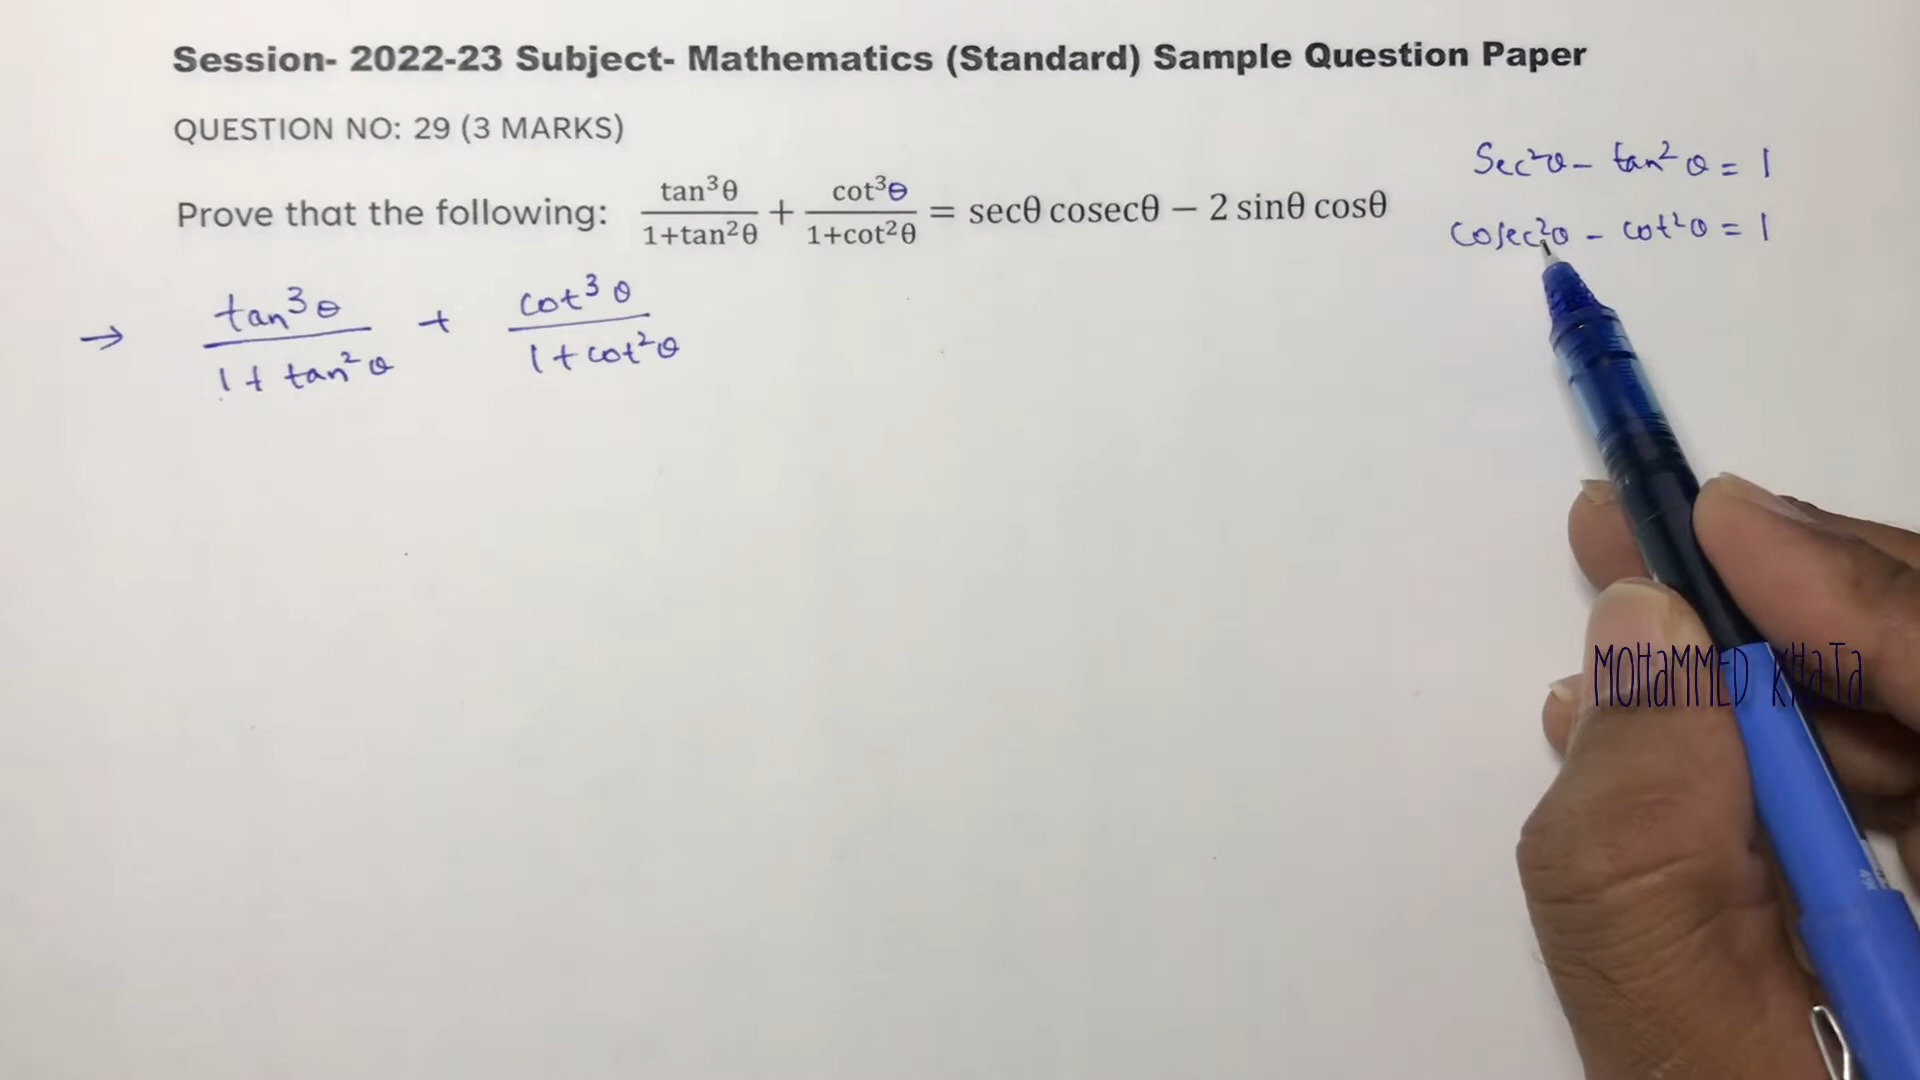 Session- 2022-23 Subject- Mathematics (Standard) Sample Question Paper
QUESTION NO: 29 (3 MARKS)
Prove that the following: tan³θ/1+tan²θ + cot³θ/1+cot²θ = secθ cosecθ − 2 sinθ cosθ
Sec²θ - tan²θ = 1
Cosec²θ - cot²θ = 1
→ tan³θ/1 + tan²θ + cot³θ/1 + cot²θ
MOHaMMED KHaTa